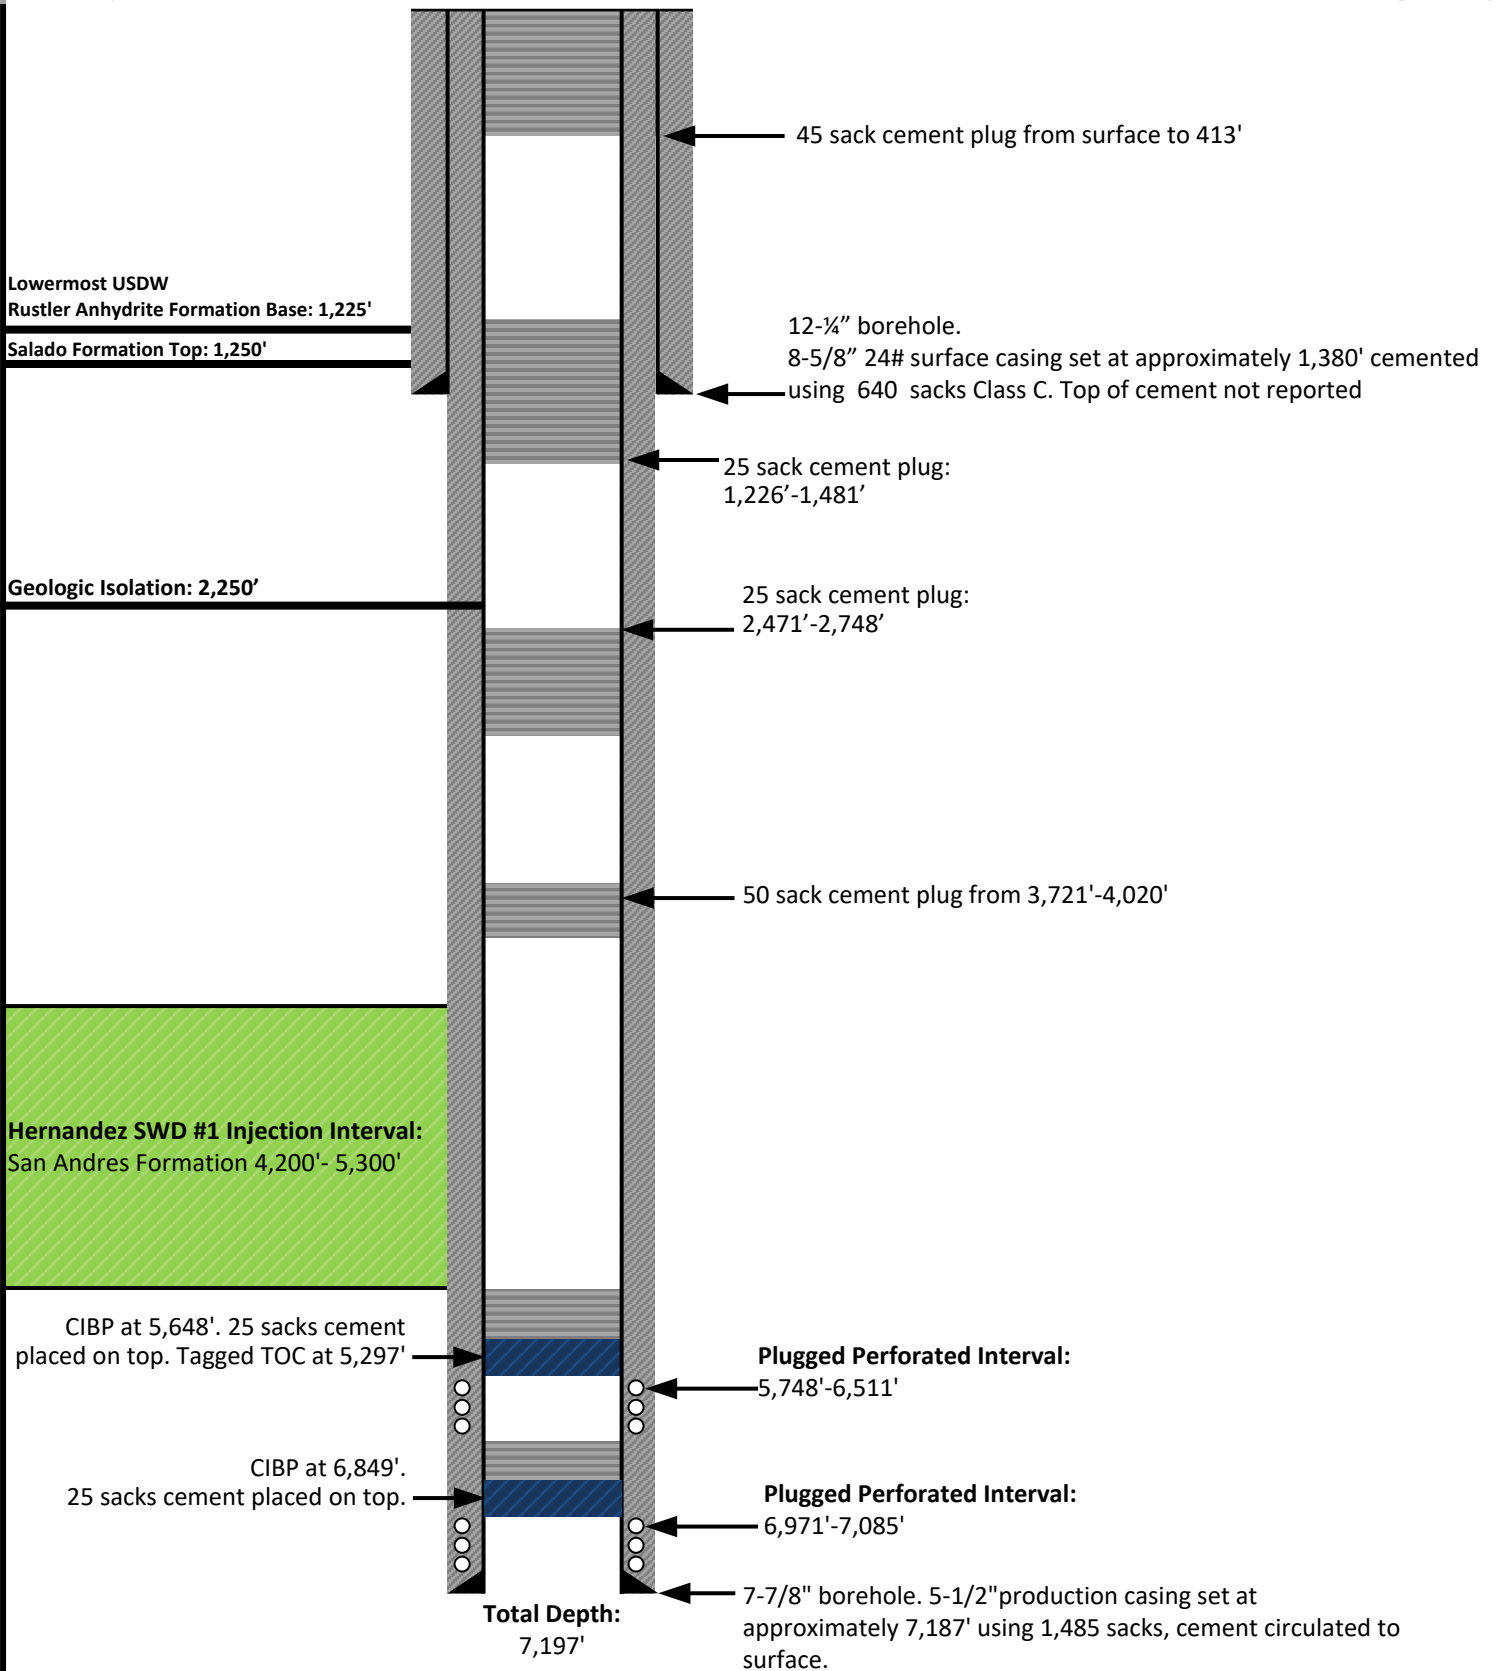 45 sack cement plug from surface to 413'
Lowermost USDW
Rustler Anhydrite Formation Base: 1,225'
Salado Formation Top: 1,250'
12-¼” borehole.
8-5/8” 24# surface casing set at approximately 1,380' cemented
using 640 sacks Class C. Top of cement not reported
25 sack cement plug:
1,226’-1,481’
Geologic Isolation: 2,250’
25 sack cement plug:
2,471’-2,748’
50 sack cement plug from 3,721'-4,020'
Hernandez SWD #1 Injection Interval:
San Andres Formation 4,200'- 5,300'
CIBP at 5,648'. 25 sacks cement
placed on top. Tagged TOC at 5,297'
Plugged Perforated Interval:
5,748'-6,511'
CIBP at 6,849'.
25 sacks cement placed on top.
Plugged Perforated Interval:
6,971'-7,085'
7-7/8" borehole. 5-1/2"production casing set at
approximately 7,187' using 1,485 sacks, cement circulated to
surface.
Total Depth:
7,197'